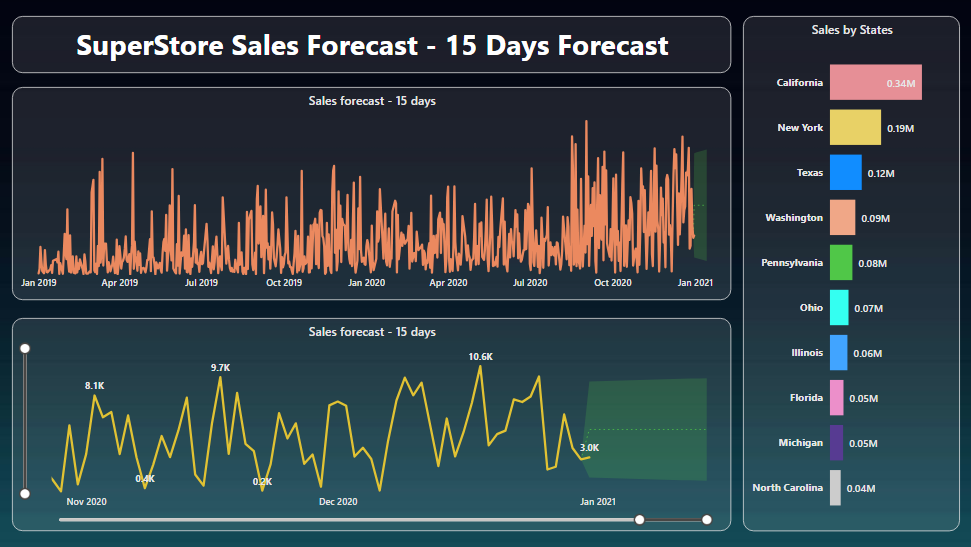 SuperStore Sales Forecast - 15 Days Forecast
Sales forecast - 15 days
Jan 2019 Apr 2019 Jul 2019 Oct 2019 Jan 2020 Apr 2020 Jul 2020 Oct 2020 Jan 2021
Sales forecast - 15 days
10.6K
9.7K
8.1K
3.0K
0.4K
0.2K
Nov 2020 Dec 2020 Jan 2021
Sales by States
California 0.34M
New York 0.19M
Texas 0.12M
Washington 0.09M
Pennsylvania 0.08M
Ohio 0.07M
Illinois 0.06M
Florida 0.05M
Michigan 0.05M
North Carolina 0.04M